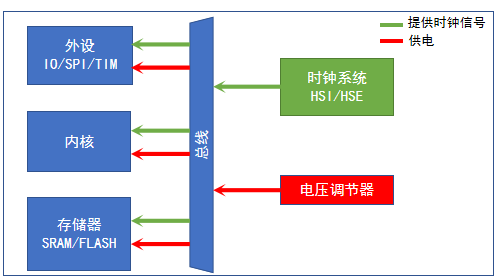 提供时钟信号
供电
外设
IO/SPI/TIM
时钟系统
HSI/HSE
内核
总线
电压调节器
存储器
SRAM/FLASH